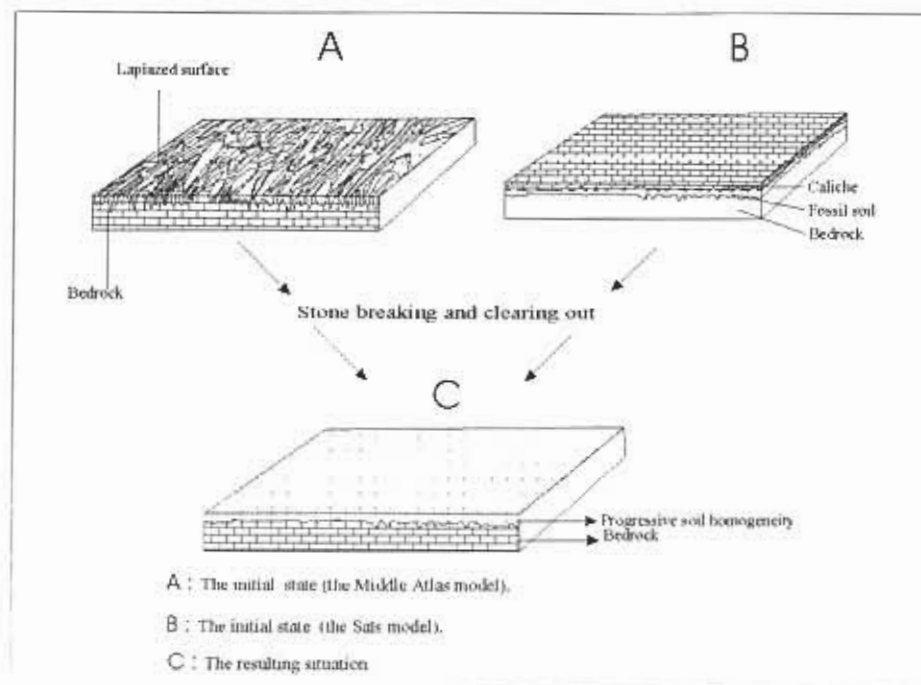 A
B
Lapiazed surface
Caliche
Fossil soil
Bedrock
Bedrock
Stone breaking and clearing out
C
Progressive soil homogeneity
Bedrock
A : The initial state (the Middle Atlas model).
B : The initial state (the Sais model).
C : The resulting situation